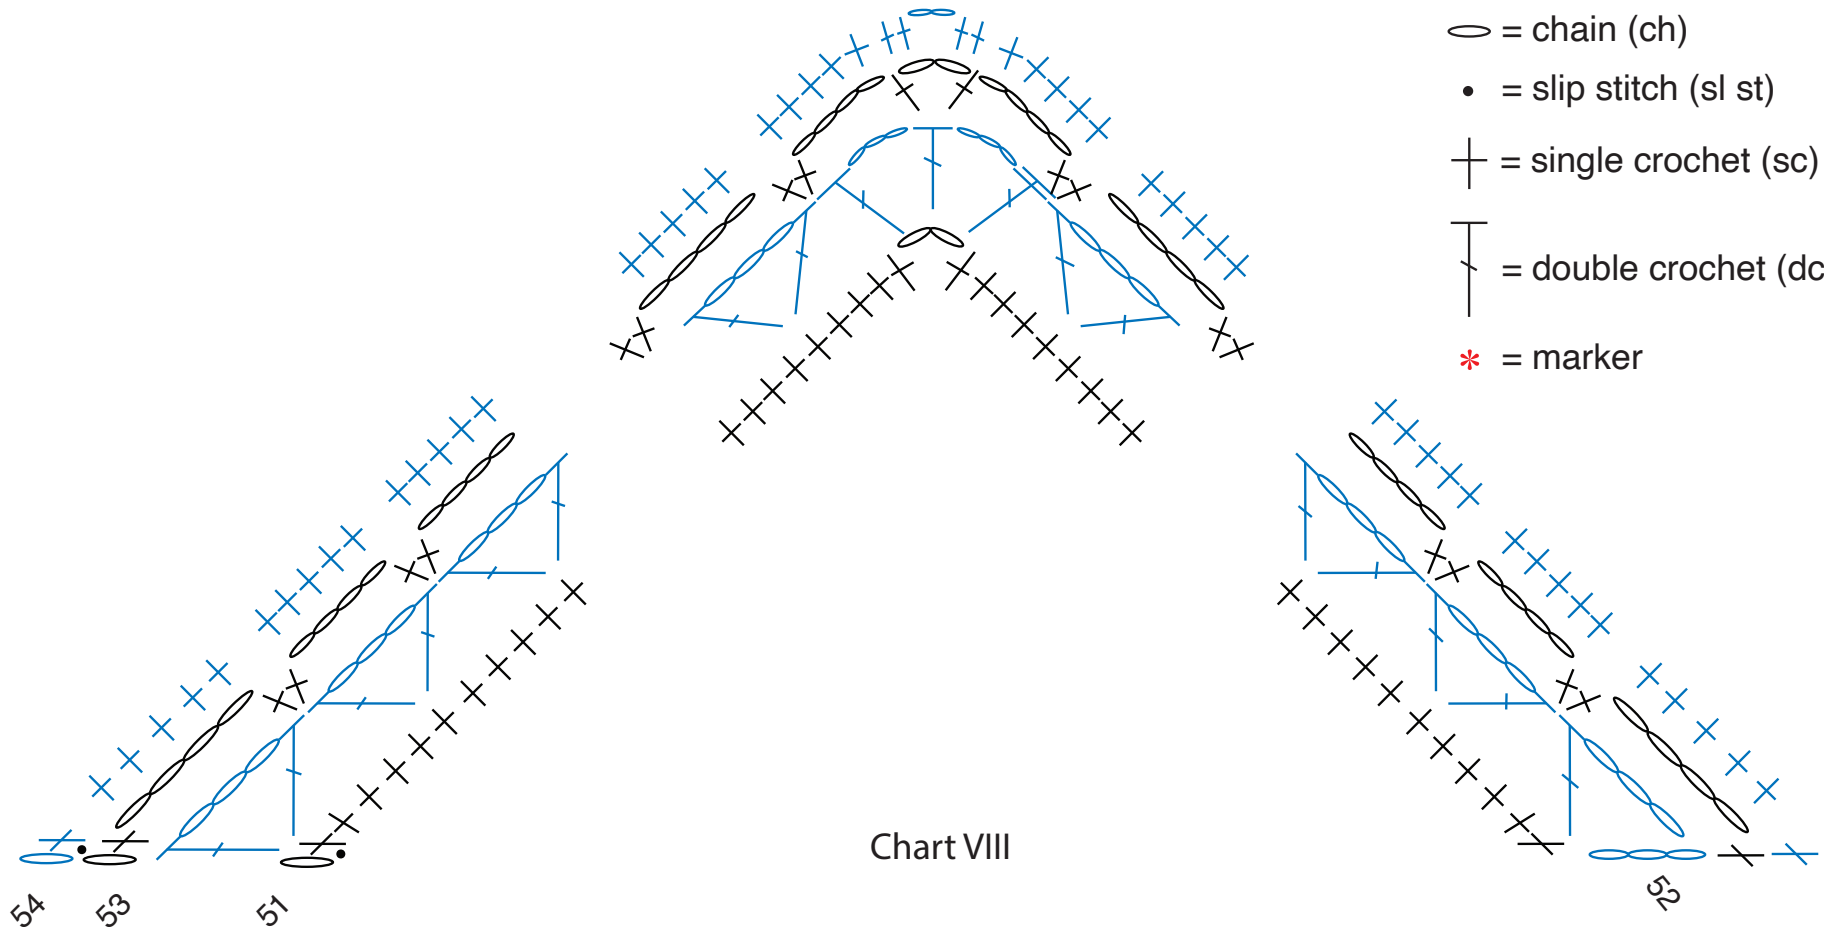 = chain (ch)
= slip stitch (sl st)
= single crochet (sc)
= double crochet (dc
= marker
Chart VIII
54
53
51
52